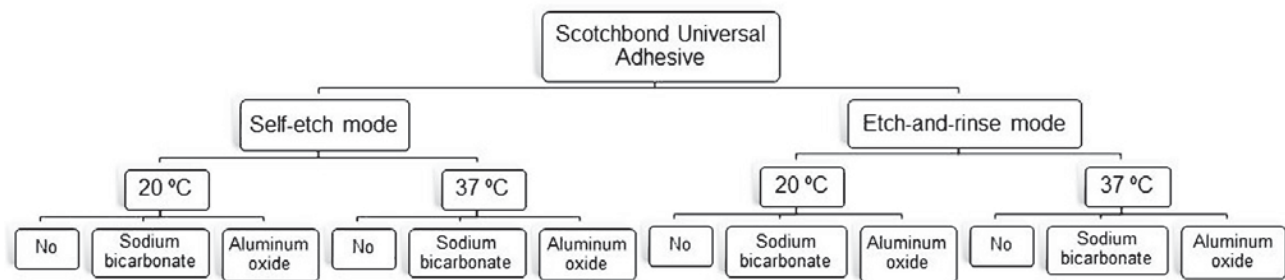 Scotchbond Universal
Adhesive
Self-etch mode
Etch-and-rinse mode
20 ºC
37 ºC
20 ºC
37 ºC
No
Sodium
bicarbonate
Aluminum
oxide
No
Sodium
bicarbonate
Aluminum
oxide
No
Sodium
bicarbonate
Aluminum
oxide
No
Sodium
bicarbonate
Aluminum
oxide